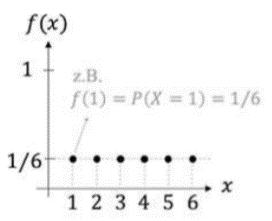 f(x)
1
z.B.
f(1) = P(X = 1) = 1/6
1/6
1 2 3 4 5 6
x